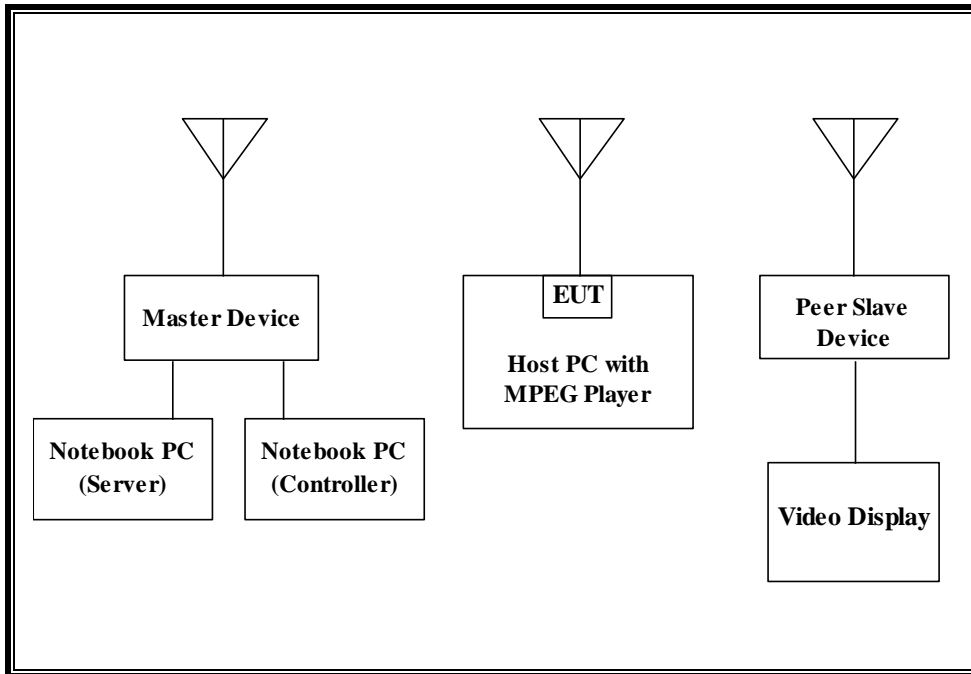 Master Device
Notebook PC
(Server)
Notebook PC
(Controller)
EUT
Host PC with
MPEG Player
Peer Slave
Device
Video Display